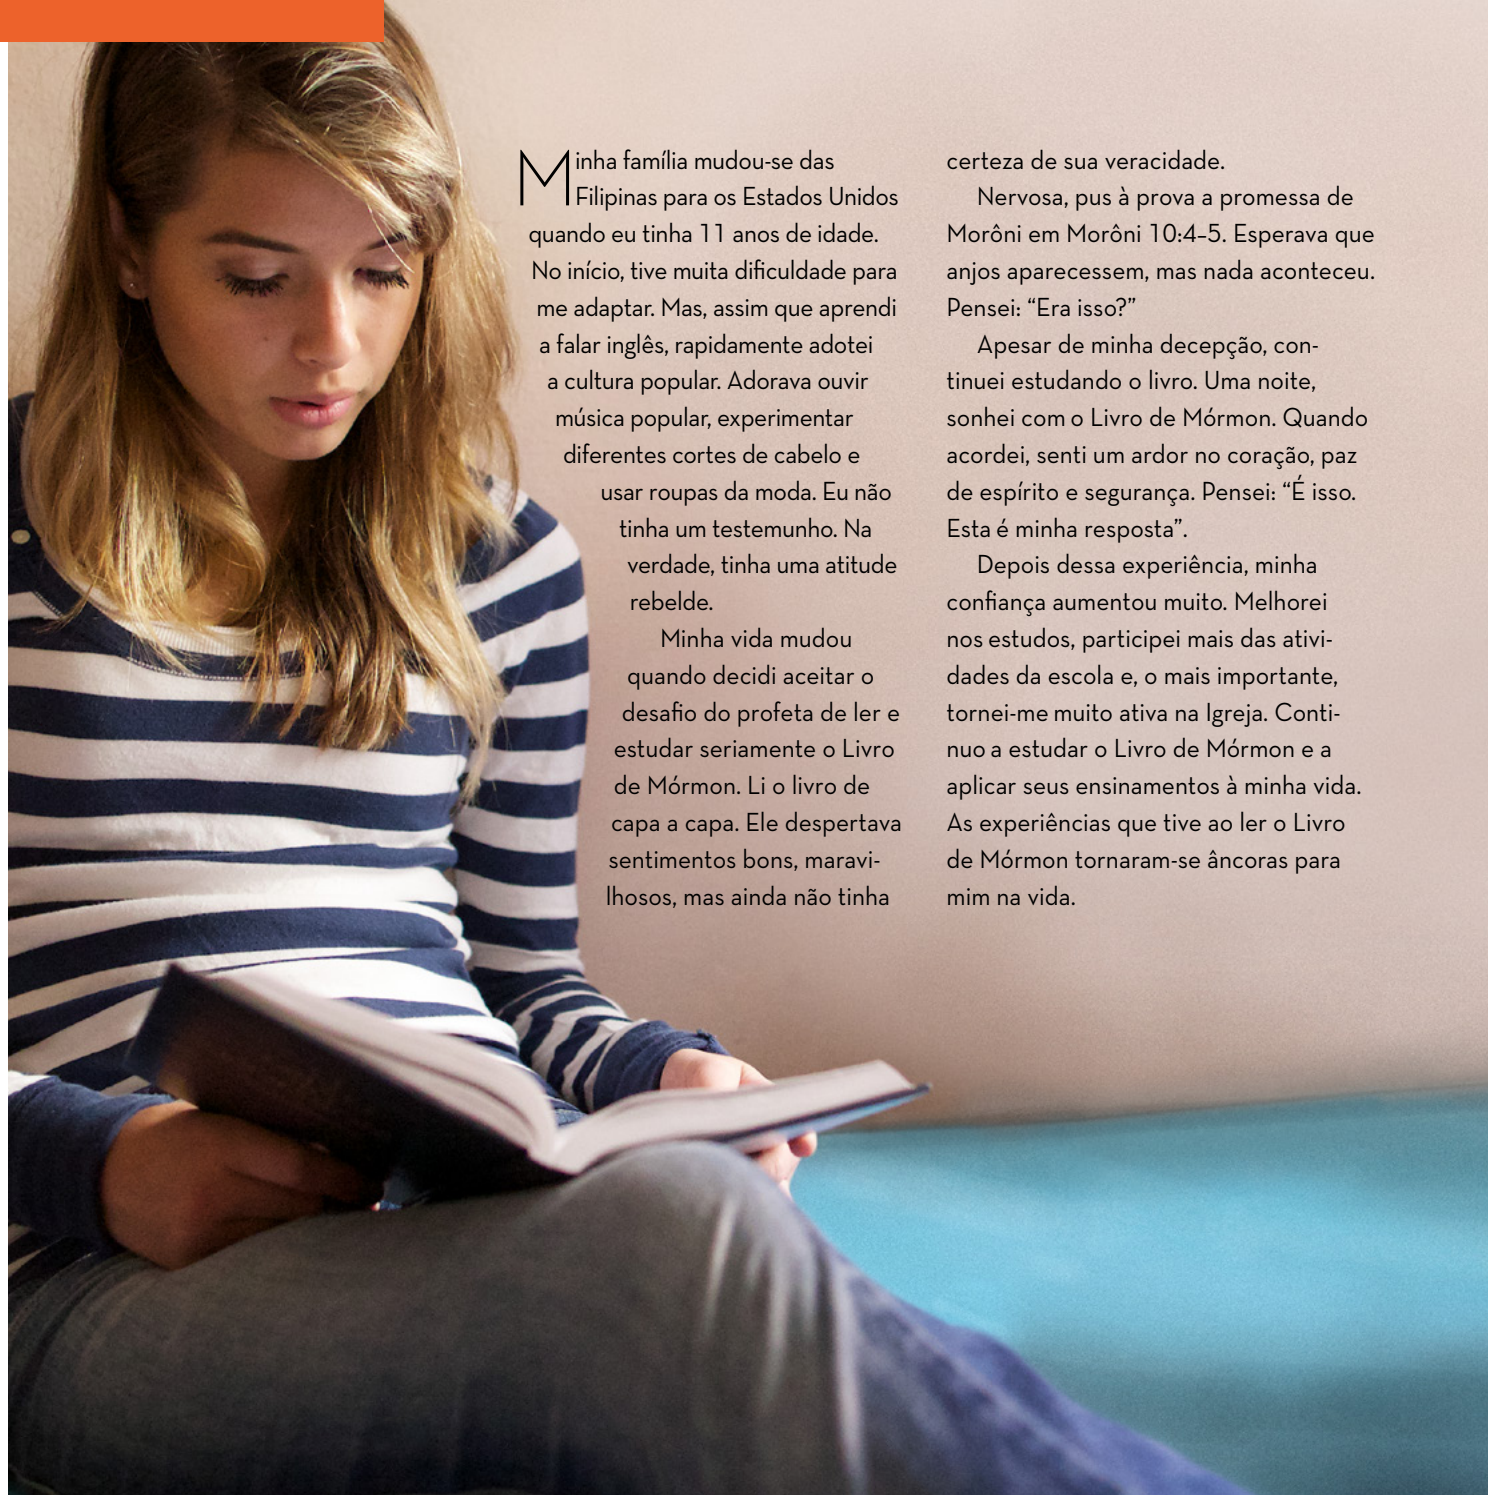 Minha família mudou-se das
Filipinas para os Estados Unidos
quando eu tinha 11 anos de idade.
No início, tive muita dificuldade para
me adaptar. Mas, assim que aprendi
a falar inglês, rapidamente adotei
a cultura popular. Adorava ouvir
música popular, experimentar
diferentes cortes de cabelo e
usar roupas da moda. Eu não
tinha um testemunho. Na
verdade, tinha uma atitude
rebelde.
Minha vida mudou
quando decidi aceitar o
desafio do profeta de ler e
estudar seriamente o Livro
de Mórmon. Li o livro de
capa a capa. Ele despertava
sentimentos bons, maravi-
lhosos, mas ainda não tinha
certeza de sua veracidade.
Nervosa, pus à prova a promessa de
Morôni em Morôni 10:4–5. Esperava que
anjos aparecessem, mas nada aconteceu.
Pensei: “Era isso?”
Apesar de minha decepção, con-
tinuei estudando o livro. Uma noite,
sonhei com o Livro de Mórmon. Quando
acordei, senti um ardor no coração, paz
de espírito e segurança. Pensei: “É isso.
Esta é minha resposta”.
Depois dessa experiência, minha
confiança aumentou muito. Melhorei
nos estudos, participei mais das ativi-
dades da escola e, o mais importante,
tornei-me muito ativa na Igreja. Conti-
nuo a estudar o Livro de Mórmon e a
aplicar seus ensinamentos à minha vida.
As experiências que tive ao ler o Livro
de Mórmon tornaram-se âncoras para
mim na vida.